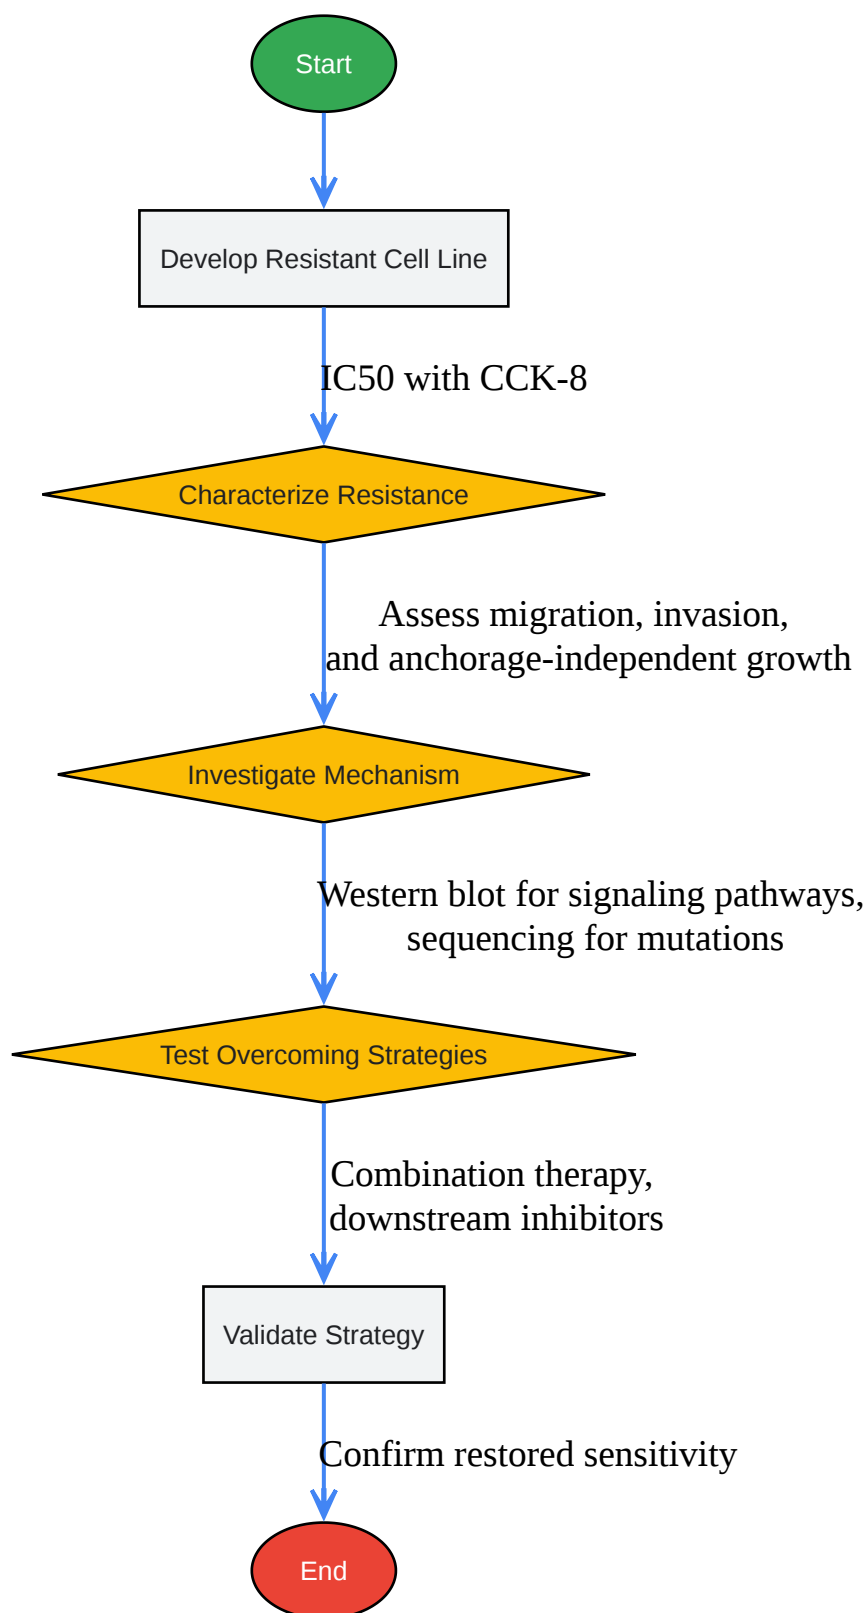 Start
Develop Resistant Cell Line
IC50 with CCK-8
Characterize Resistance
Assess migration, invasion,
and anchorage-independent growth
Investigate Mechanism
Western blot for signaling pathways,
sequencing for mutations
Test Overcoming Strategies
Combination therapy,
downstream inhibitors
Validate Strategy
Confirm restored sensitivity
End